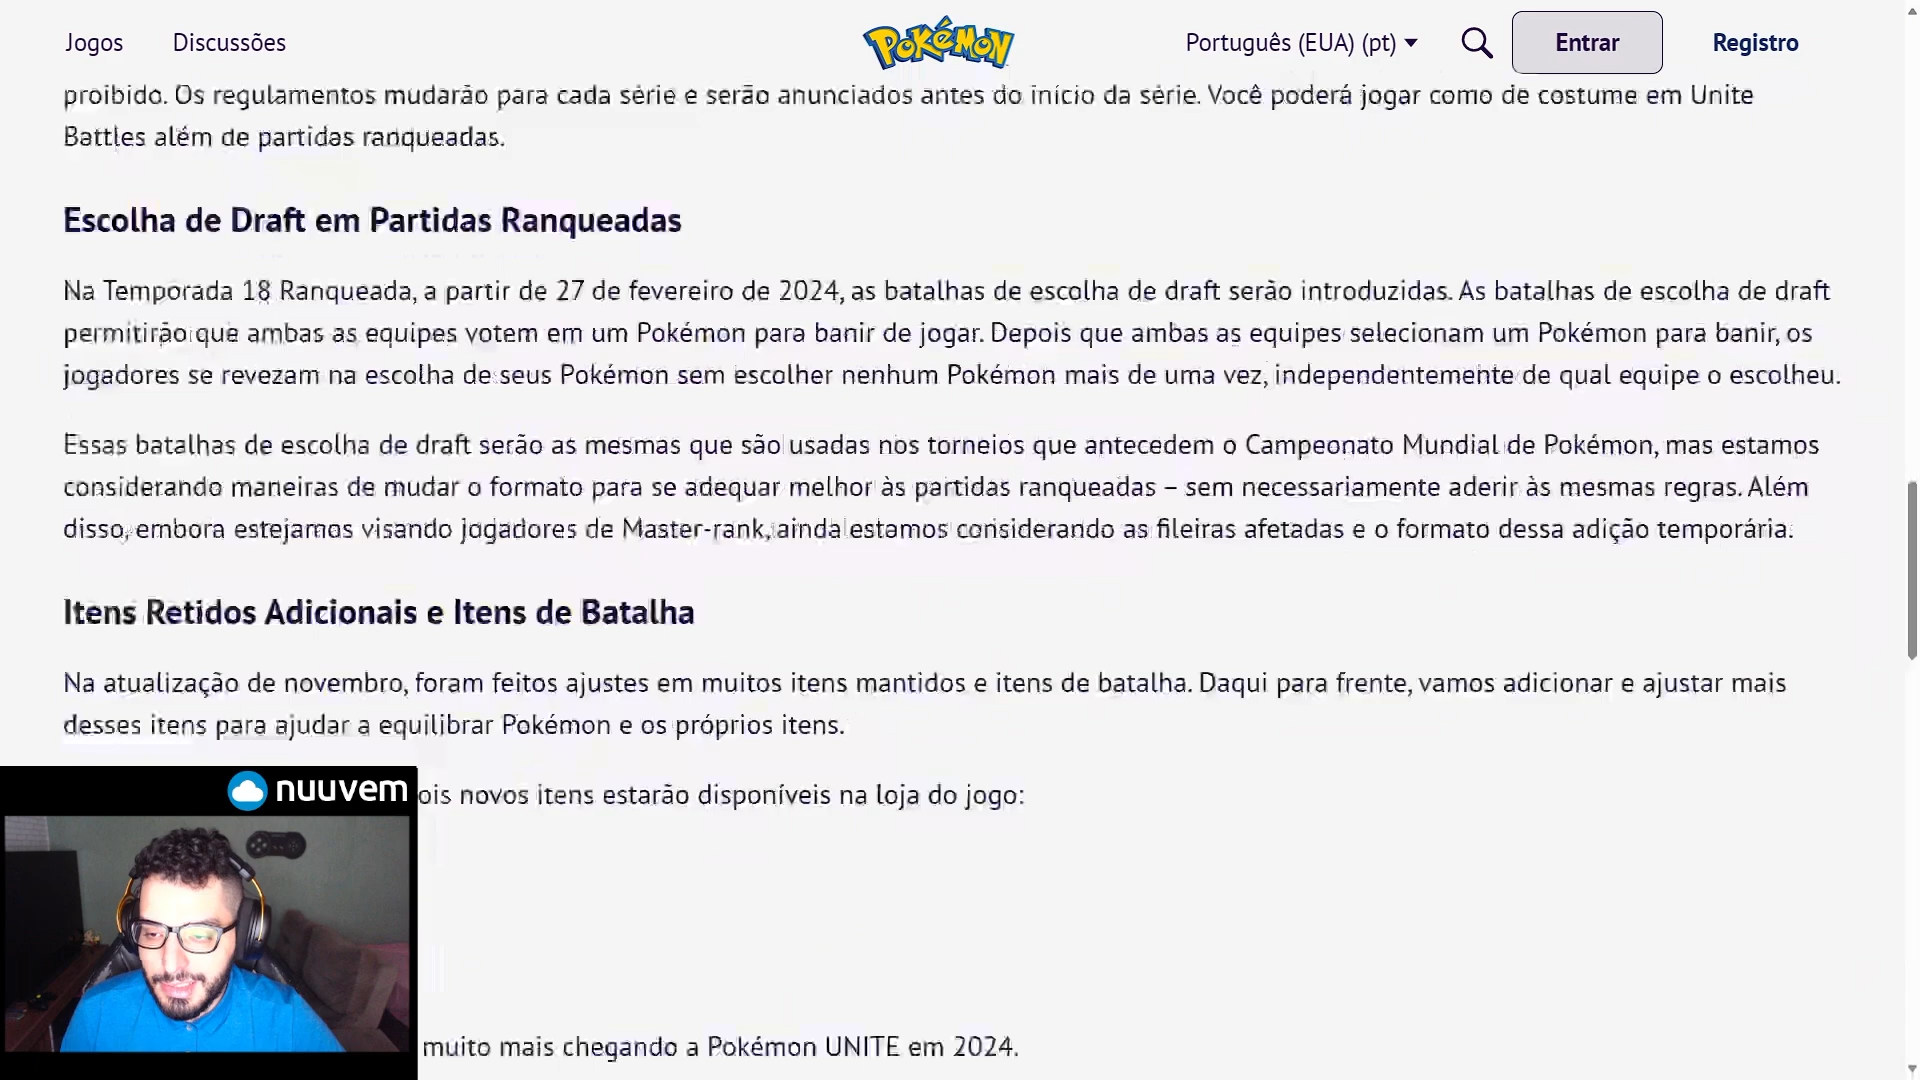 Jogos Discussões Pokémon Português (EUA) (pt) Entrar Registro
proibido. Os regulamentos mudarão para cada série e serão anunciados antes do início da série. Você poderá jogar como de costume em Unite
Battles além de partidas ranqueadas.
Escolha de Draft em Partidas Ranqueadas
Na Temporada 18 Ranqueada, a partir de 27 de fevereiro de 2024, as batalhas de escolha de draft serão introduzidas. As batalhas de escolha de draft
permitirão que ambas as equipes votem em um Pokémon para banir de jogar. Depois que ambas as equipes selecionam um Pokémon para banir, os
jogadores se revezam na escolha de seus Pokémon sem escolher nenhum Pokémon mais de uma vez, independentemente de qual equipe o escolheu.
Essas batalhas de escolha de draft serão as mesmas que são usadas nos torneios que antecedem o Campeonato Mundial de Pokémon, mas estamos
considerando maneiras de mudar o formato para se adequar melhor às partidas ranqueadas – sem necessariamente aderir às mesmas regras. Além
disso, embora estejamos visando jogadores de Master-rank, ainda estamos considerando as fileiras afetadas e o formato dessa adição temporária.
Itens Retidos Adicionais e Itens de Batalha
Na atualização de novembro, foram feitos ajustes em muitos itens mantidos e itens de batalha. Daqui para frente, vamos adicionar e ajustar mais
desses itens para ajudar a equilibrar Pokémon e os próprios itens.
nuuvem
ois novos itens estarão disponíveis na loja do jogo:
muito mais chegando a Pokémon UNITE em 2024.